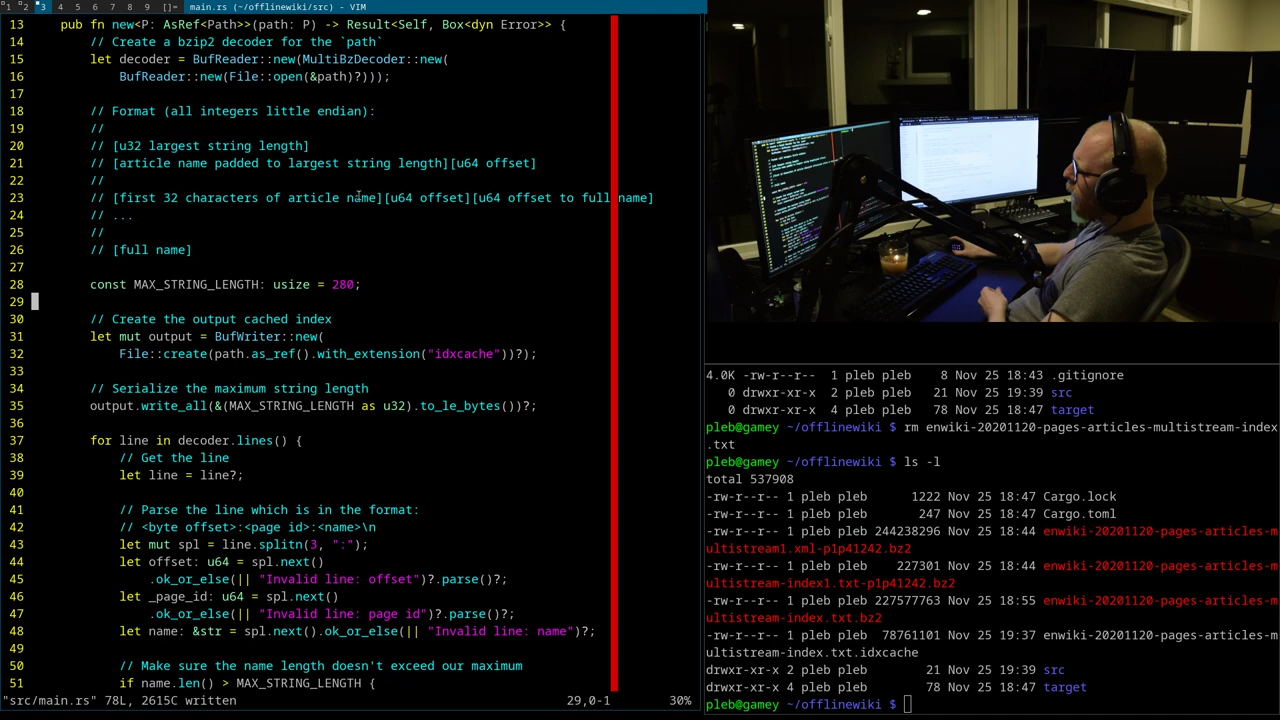 1 2 3 4 5 6 7 8 9 []= main.rs (~/offlinewiki/src) - VIM
13 pub fn new<P: AsRef<Path>>(path: P) -> Result<Self, Box<dyn Error>> {
14 // Create a bzip2 decoder for the `path`
15 let decoder = BufReader::new(MultiBzDecoder::new(
16 BufReader::new(File::open(&path)?)));
17
18 // Format (all integers little endian):
19 //
20 // [u32 largest string length]
21 // [article name padded to largest string length][u64 offset]
22 //
23 // [first 32 characters of article name][u64 offset][u64 offset to full name]
24 // ...
25 //
26 // [full name]
27
28 const MAX_STRING_LENGTH: usize = 280;
29
30 // Create the output cached index
31 let mut output = BufWriter::new(
32 File::create(path.as_ref().with_extension("idxcache"))?);
33
34 // Serialize the maximum string length
35 output.write_all(&(MAX_STRING_LENGTH as u32).to_le_bytes())?;
36
37 for line in decoder.lines() {
38 // Get the line
39 let line = line?;
40
41 // Parse the line which is in the format:
42 // <byte offset>:<page id>:<name>\n
43 let mut spl = line.splitn(3, ":");
44 let offset: u64 = spl.next()
45 .ok_or_else(|| "Invalid line: offset")?.parse()?;
46 let _page_id: u64 = spl.next()
47 .ok_or_else(|| "Invalid line: page id")?.parse()?;
48 let name: &str = spl.next().ok_or_else(|| "Invalid line: name")?;
49
50 // Make sure the name length doesn't exceed our maximum
51 if name.len() > MAX_STRING_LENGTH {
"src/main.rs" 78L, 2615C written 29,0-1 30%
4.0K -rw-r--r-- 1 pleb pleb 8 Nov 25 18:43 .gitignore
0 drwxr-xr-x 2 pleb pleb 21 Nov 25 19:39 src
0 drwxr-xr-x 4 pleb pleb 78 Nov 25 18:47 target
pleb@gamey ~/offlinewiki $ rm enwiki-20201120-pages-articles-multistream-index
.txt
pleb@gamey ~/offlinewiki $ ls -l
total 537908
-rw-r--r-- 1 pleb pleb 1222 Nov 25 18:47 Cargo.lock
-rw-r--r-- 1 pleb pleb 247 Nov 25 18:47 Cargo.toml
-rw-r--r-- 1 pleb pleb 244238296 Nov 25 18:44 enwiki-20201120-pages-articles-m
ultistream1.xml-p1p41242.bz2
-rw-r--r-- 1 pleb pleb 227301 Nov 25 18:44 enwiki-20201120-pages-articles-m
ultistream-index1.txt-p1p41242.bz2
-rw-r--r-- 1 pleb pleb 227577763 Nov 25 18:55 enwiki-20201120-pages-articles-m
ultistream-index.txt.bz2
-rw-r--r-- 1 pleb pleb 78761101 Nov 25 19:37 enwiki-20201120-pages-articles-m
ultistream-index.txt.idxcache
drwxr-xr-x 2 pleb pleb 21 Nov 25 19:39 src
drwxr-xr-x 4 pleb pleb 78 Nov 25 18:47 target
pleb@gamey ~/offlinewiki $